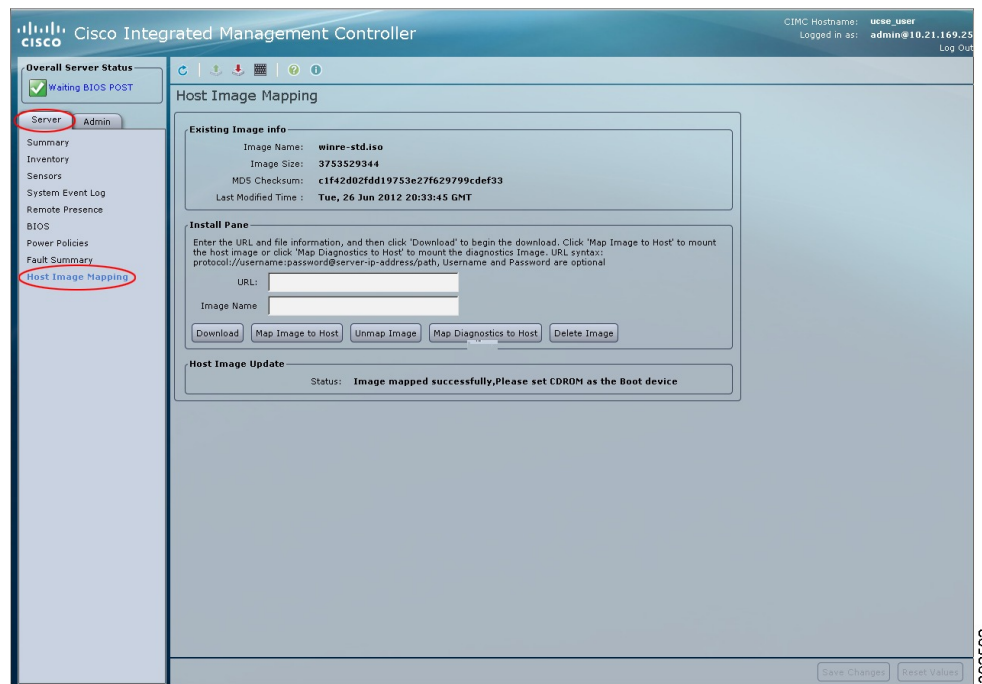 CISCO Cisco Integrated Management Controller
CIMC Hostname: ucse_user
Logged in as: admin@10.21.169.25
Log Out
Overall Server Status
Waiting BIOS POST
Server Admin
Summary
Inventory
Sensors
System Event Log
Remote Presence
BIOS
Power Policies
Fault Summary
Host Image Mapping
Host Image Mapping
Existing Image info
Image Name: winre-std.iso
Image Size: 3753529344
MD5 Checksum: c1f42d02fdd19753e27f629799cdef33
Last Modified Time : Tue, 26 Jun 2012 20:33:45 GMT
Install Pane
Enter the URL and file information, and then click 'Download' to begin the download. Click 'Map Image to Host' to mount
the host image or click 'Map Diagnostics to Host' to mount the diagnostics Image. URL syntax:
protocol://username:password@server-ip-address/path, Username and Password are optional
URL:
Image Name
Download Map Image to Host Unmap Image Map Diagnostics to Host Delete Image
Host Image Update
Status: Image mapped successfully,Please set CDROM as the Boot device
Save Changes Reset Values